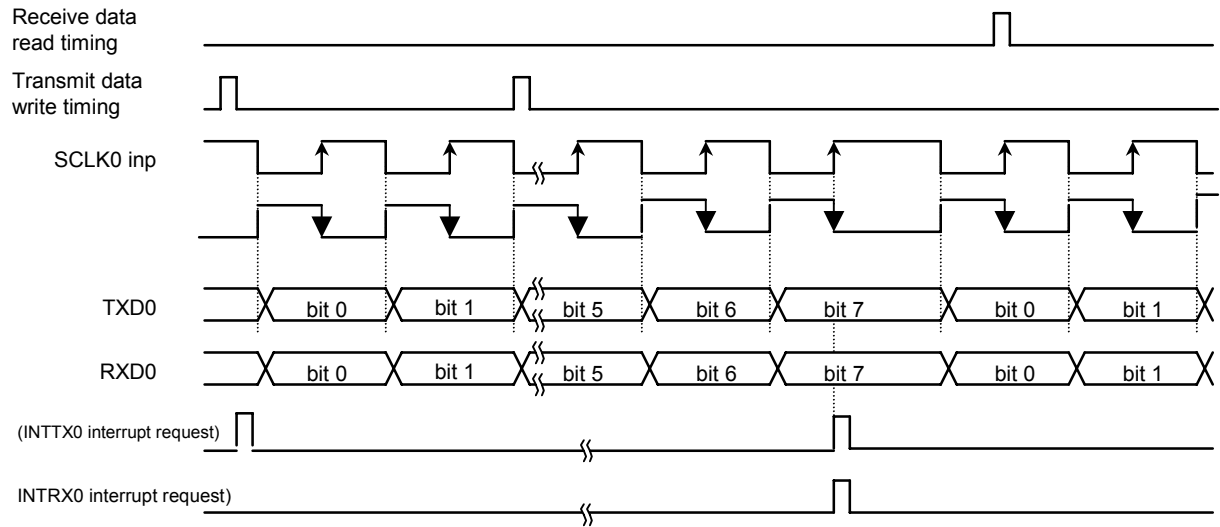 Receive data
read timing
Transmit data
write timing
SCLK0 inp
TXD0
bit 0 bit 1 bit 5 bit 6 bit 7 bit 0 bit 1
RXD0
bit 0 bit 1 bit 5 bit 6 bit 7 bit 0 bit 1
(INTTX0 interrupt request)
INTRX0 interrupt request)